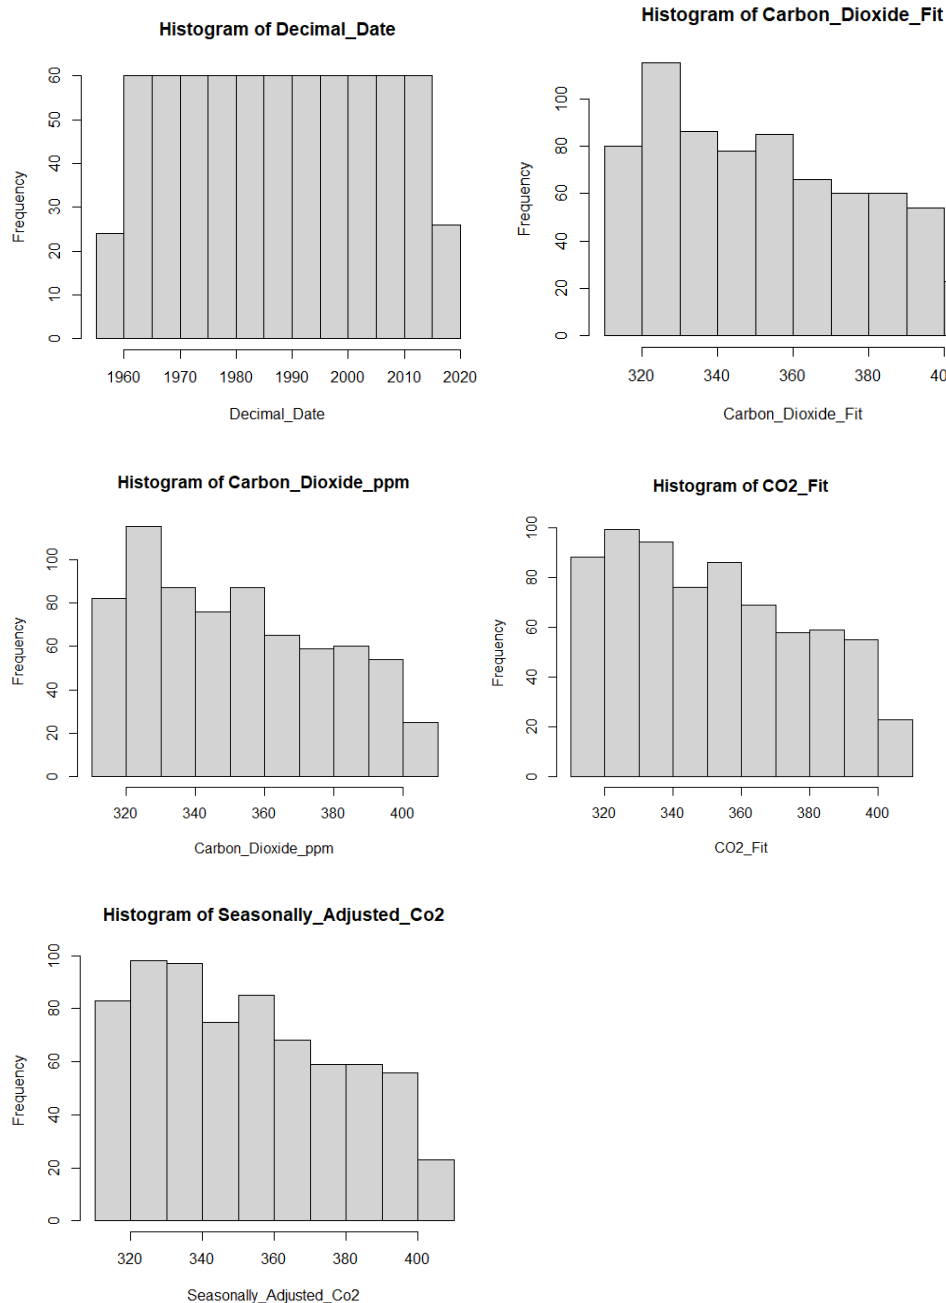 Histogram of Decimal_Date
Frequency
0 10 20 30 40 50 60
1960 1970 1980 1990 2000 2010 2020
Decimal_Date
Histogram of Carbon_Dioxide_Fit
Frequency
0 20 40 60 80 100
320 340 360 380 40
Carbon_Dioxide_Fit
Histogram of Carbon_Dioxide_ppm
Frequency
0 20 40 60 80 100
320 340 360 380 400
Carbon_Dioxide_ppm
Histogram of CO2_Fit
Frequency
0 20 40 60 80 100
320 340 360 380 400
CO2_Fit
Histogram of Seasonally_Adjusted_Co2
Frequency
0 20 40 60 80 100
320 340 360 380 400
Seasonally_Adjusted_Co2